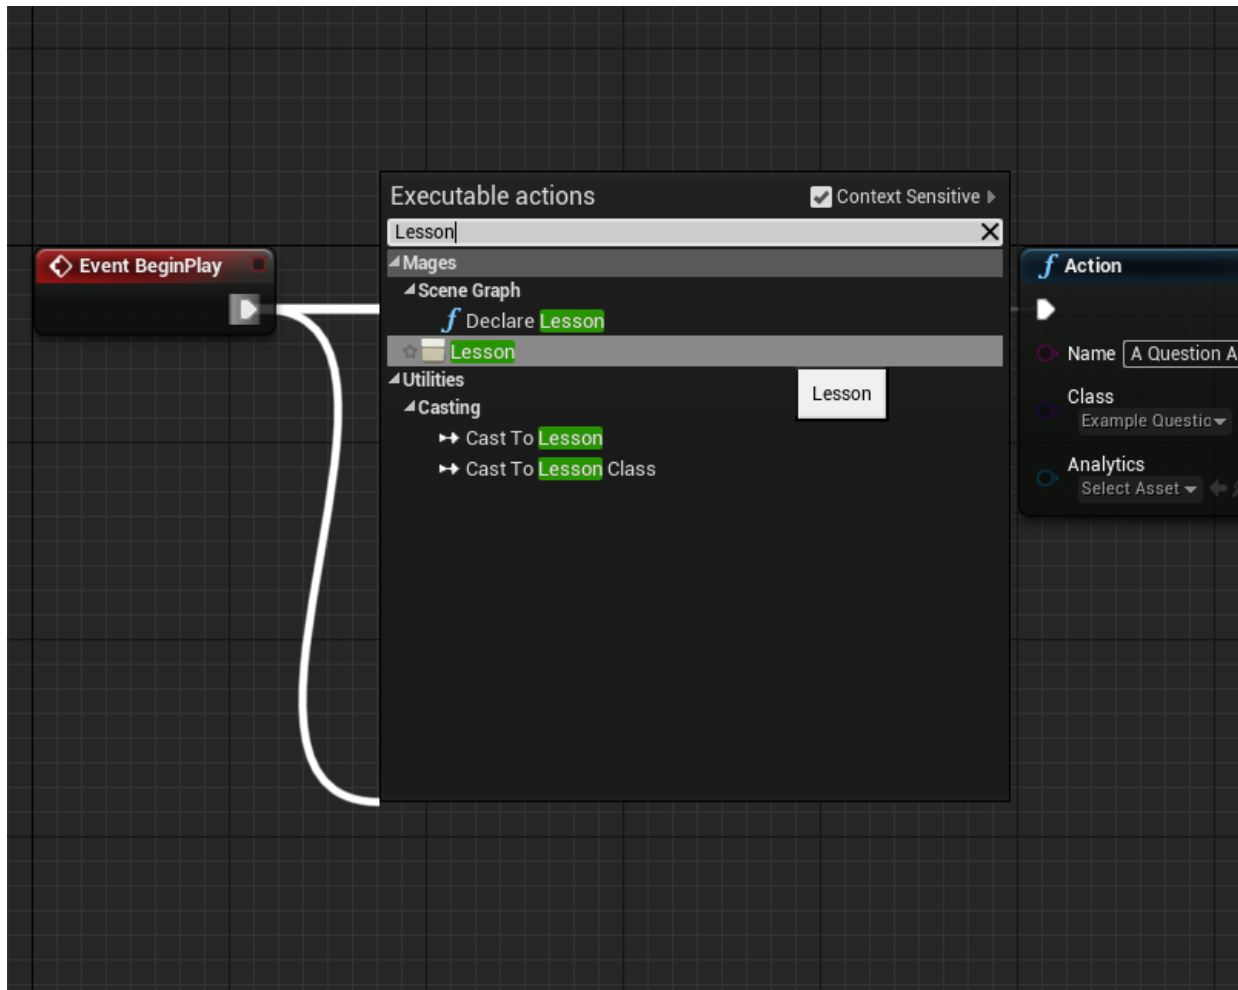 Executable actions
Context Sensitive
Lesson
Mages
Scene Graph
Declare Lesson
Lesson
Utilities
Casting
Cast To Lesson
Cast To Lesson Class
Lesson
Event BeginPlay
Action
Name A Question A
Class
Example Questio
Analytics
Select Asset